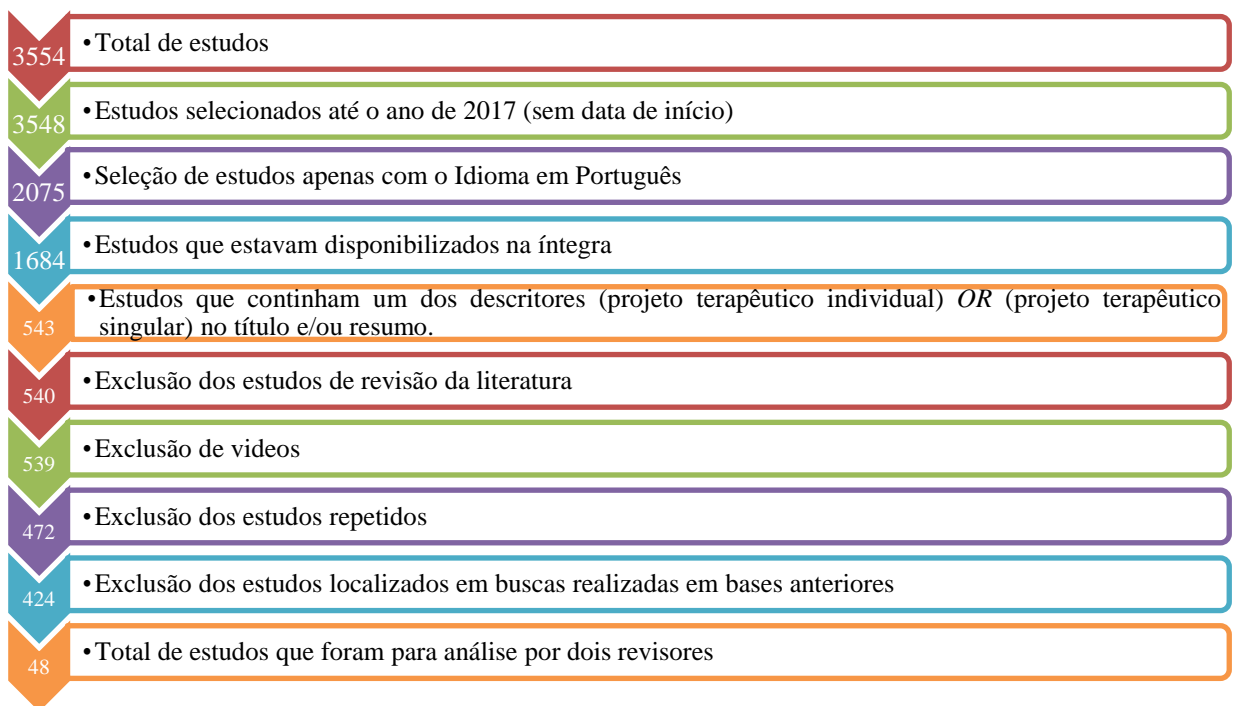 3554
•Total de estudos
3548
•Estudos selecionados até o ano de 2017 (sem data de início)
2075
•Seleção de estudos apenas com o Idioma em Português
1684
•Estudos que estavam disponibilizados na íntegra
543
•Estudos que continham um dos descritores (projeto terapêutico individual) OR (projeto terapêutico
singular) no título e/ou resumo.
540
•Exclusão dos estudos de revisão da literatura
539
•Exclusão de videos
472
•Exclusão dos estudos repetidos
424
•Exclusão dos estudos localizados em buscas realizadas em bases anteriores
48
•Total de estudos que foram para análise por dois revisores